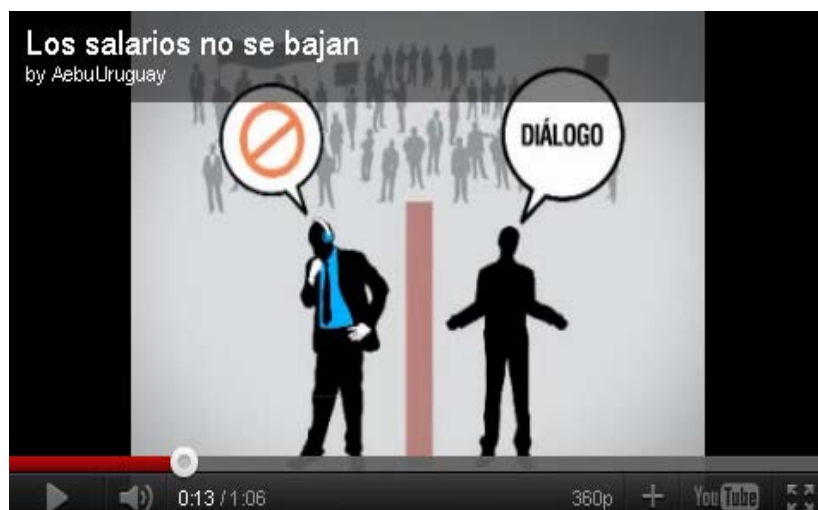 Los salarios no se bajan
by AebuUruguay
DIÁLOGO
0:13 / 1:06
360p
YouTube